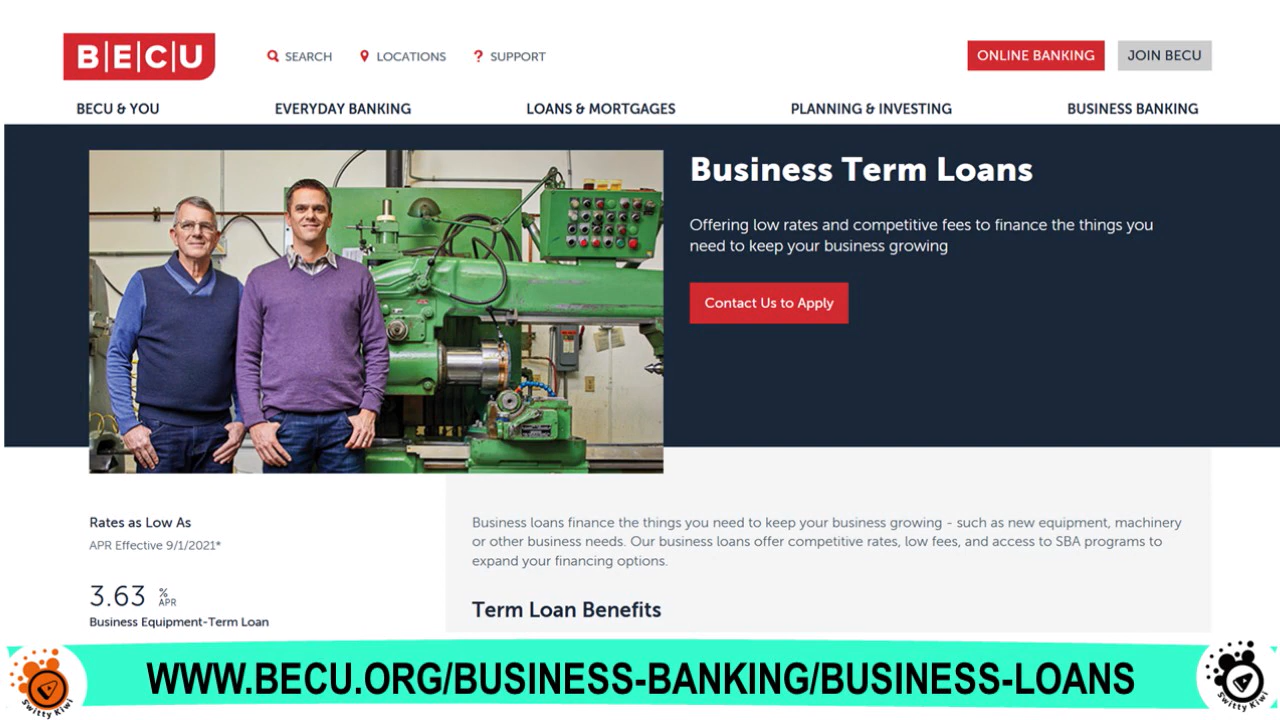 B|E|C|U
SEARCH
LOCATIONS
SUPPORT
ONLINE BANKING
JOIN BECU
BECU & YOU
EVERYDAY BANKING
LOANS & MORTGAGES
PLANNING & INVESTING
BUSINESS BANKING
Business Term Loans
Offering low rates and competitive fees to finance the things you
need to keep your business growing
Contact Us to Apply
Rates as Low As
APR Effective 9/1/2021*
3.63 % APR
Business Equipment-Term Loan
Business loans finance the things you need to keep your business growing - such as new equipment, machinery
or other business needs. Our business loans offer competitive rates, low fees, and access to SBA programs to
expand your financing options.
Term Loan Benefits
WWW.BECU.ORG/BUSINESS-BANKING/BUSINESS-LOANS
Switty Kiwi
Switty Kiwi